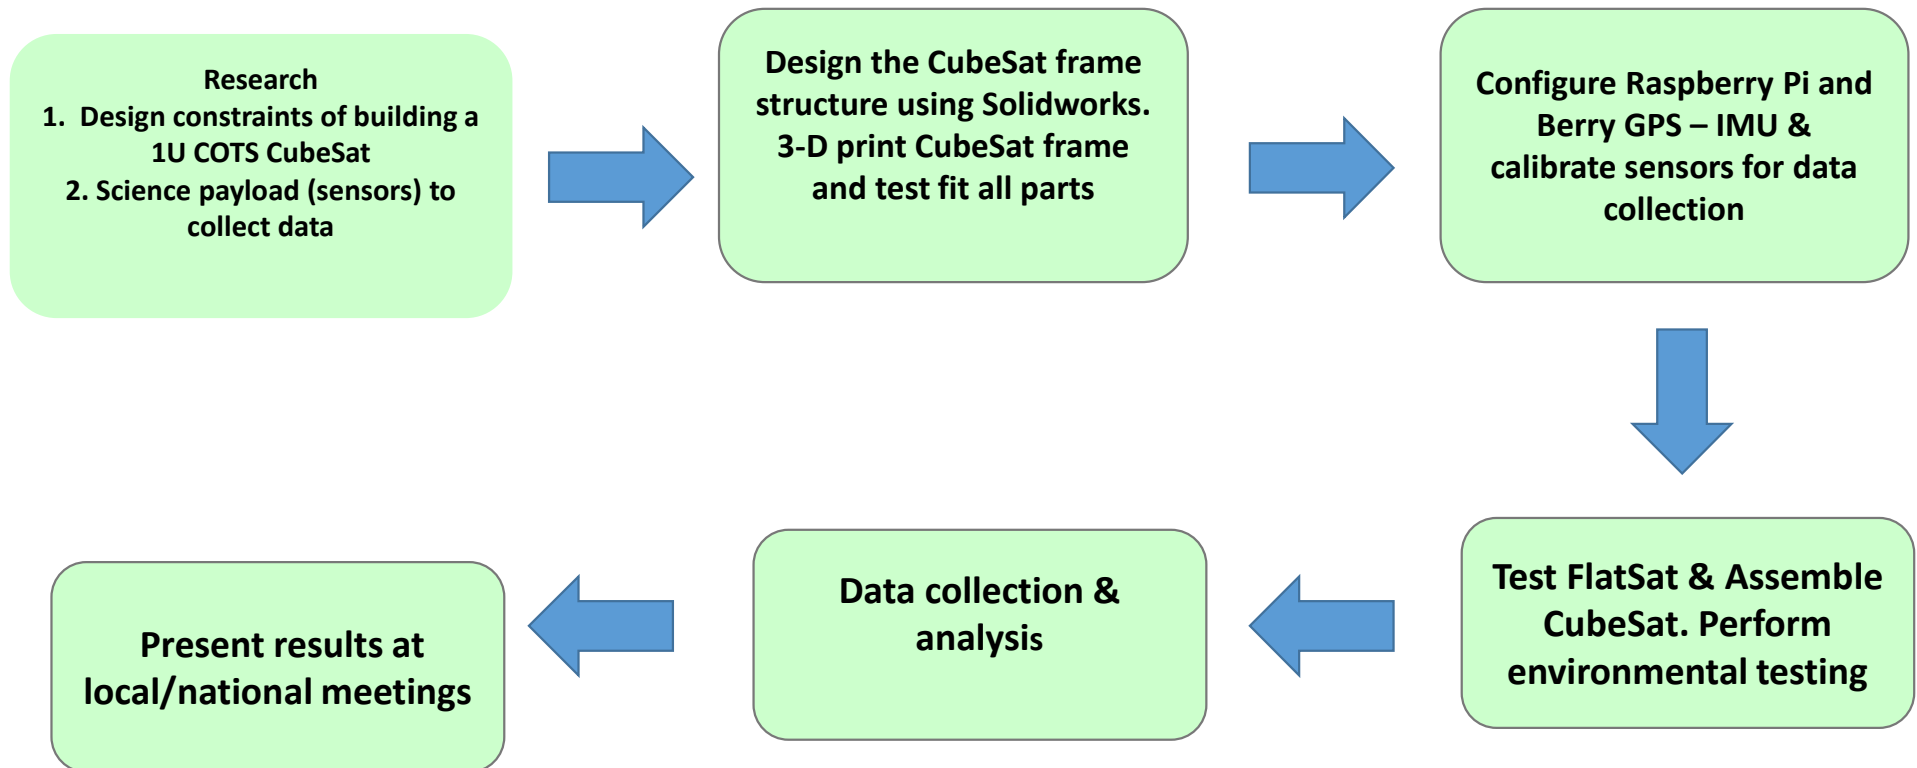 Research
1. Design constraints of building a
1U COTS CubeSat
2. Science payload (sensors) to
collect data
Design the CubeSat frame
structure using Solidworks.
3-D print CubeSat frame
and test fit all parts
Configure Raspberry Pi and
Berry GPS – IMU &
calibrate sensors for data
collection
Test FlatSat & Assemble
CubeSat. Perform
environmental testing
Data collection &
analysis
Present results at
local/national meetings